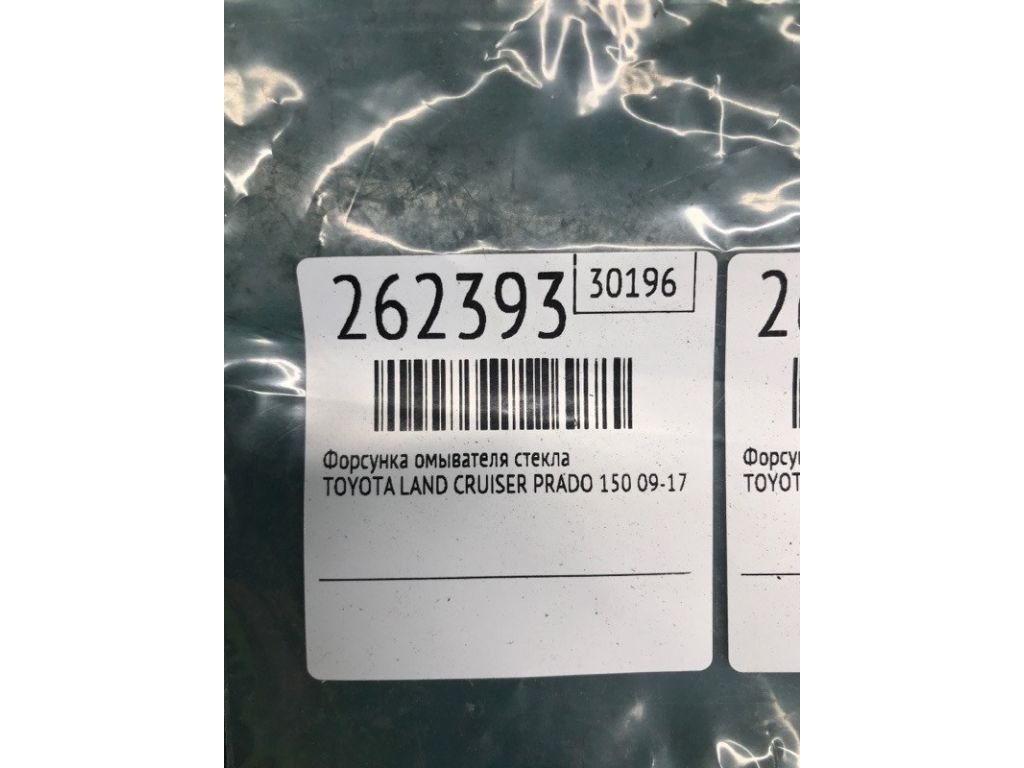 262393
30196
Форсунка омывателя стекла
TOYOTA LAND CRUISER PRADO 150 09-17